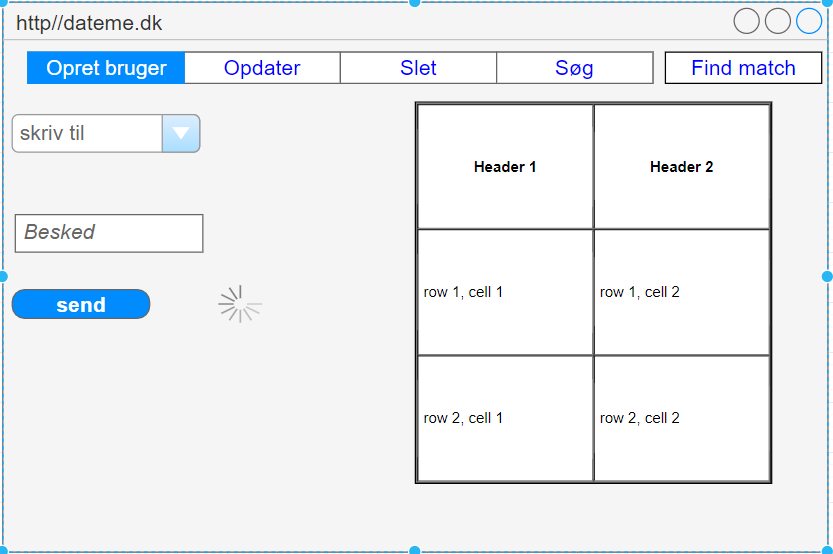 http//dateme.dk
Opret bruger Opdater Slet Søg Find match
skriv til
Besked
send
Header 1 Header 2
row 1, cell 1 row 1, cell 2
row 2, cell 1 row 2, cell 2